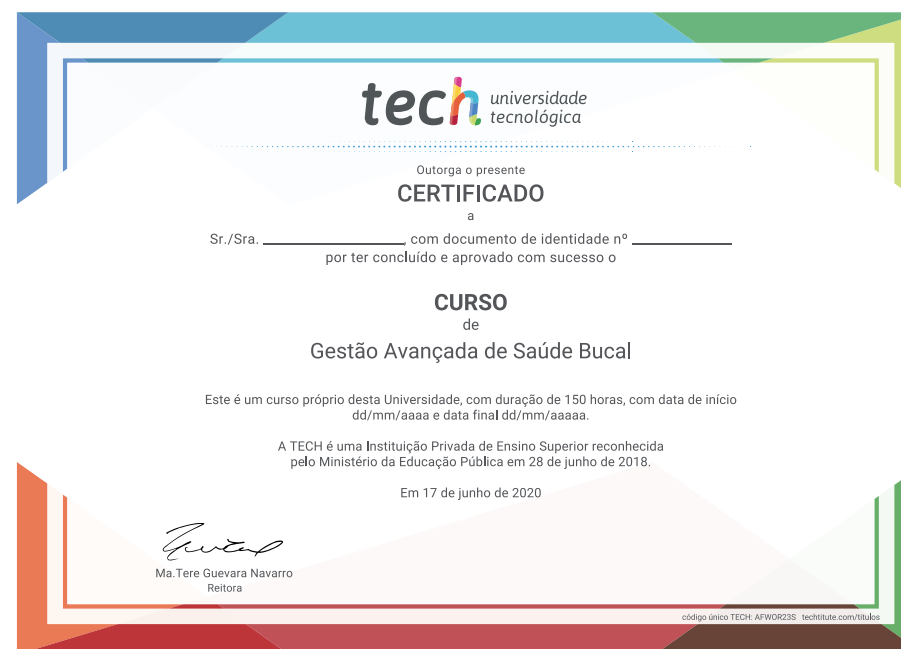 tech universidade
tecnológica
Outorga o presente
CERTIFICADO
a
Sr./Sra. ________________, com documento de identidade nº ____________
por ter concluído e aprovado com sucesso o
CURSO
de
Gestão Avançada de Saúde Bucal
Este é um curso próprio desta Universidade, com duração de 150 horas, com data de início
dd/mm/aaaa e data final dd/mm/aaaaa.
A TECH é uma Instituição Privada de Ensino Superior reconhecida
pelo Ministério da Educação Pública em 28 de junho de 2018.
Em 17 de junho de 2020
Ma.Tere Guevara Navarro
Reitora
código único TECH: AFWOR23S techtitute.com/titulos